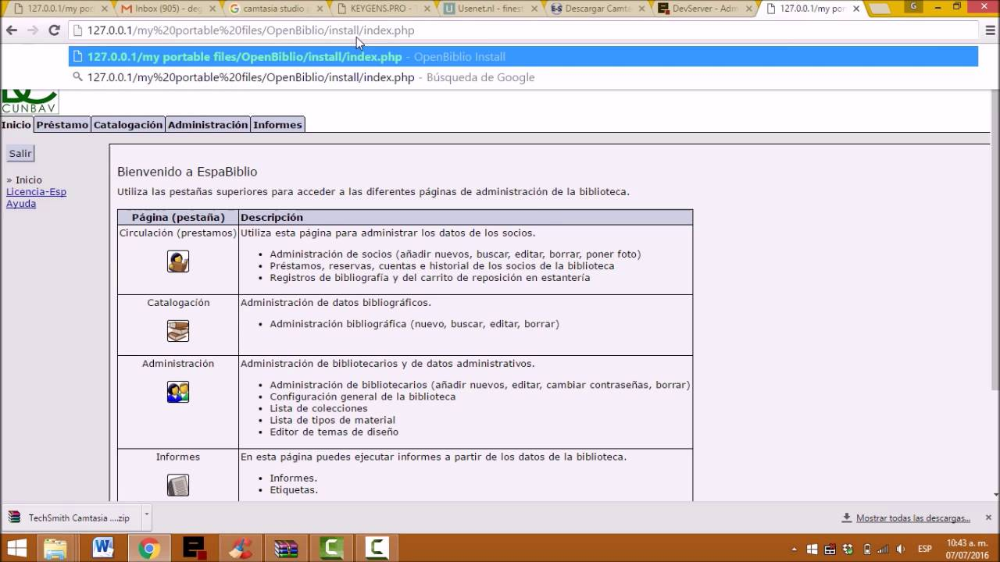 127.0.0.1/my por
Inbox (905) - deg
camtasia studio
KEYGENS.PRO - T
Usenet.nl - finest
Descargar Camta
DevServer - Adm
127.0.0.1/my por
G
127.0.0.1/my%20portable%20files/OpenBiblio/install/index.php
127.0.0.1/my portable files/OpenBiblio/install/index.php - OpenBiblio Install
127.0.0.1/my%20portable%20files/OpenBiblio/install/index.php - Búsqueda de Google
CUNBAV
Inicio Préstamo Catalogación Administración Informes
Salir
» Inicio
Licencia-Esp
Ayuda
Bienvenido a EspaBiblio
Utiliza las pestañas superiores para acceder a las diferentes páginas de administración de la biblioteca.
Página (pestaña) Descripción
Circulación (prestamos) Utiliza esta página para administrar los datos de los socios.
• Administración de socios (añadir nuevos, buscar, editar, borrar, poner foto)
• Préstamos, reservas, cuentas e historial de los socios de la biblioteca
• Registros de bibliografía y del carrito de reposición en estantería
Catalogación Administración de datos bibliográficos.
• Administración bibliográfica (nuevo, buscar, editar, borrar)
Administración Administración de bibliotecarios y de datos administrativos.
• Administración de bibliotecarios (añadir nuevos, editar, cambiar contraseñas, borrar)
• Configuración general de la biblioteca
• Lista de colecciones
• Lista de tipos de material
• Editor de temas de diseño
Informes En esta página puedes ejecutar informes a partir de los datos de la biblioteca.
• Informes.
• Etiquetas.
TechSmith Camtasia ....zip
Mostrar todas las descargas...
ESP
10:43 a. m.
07/07/2016